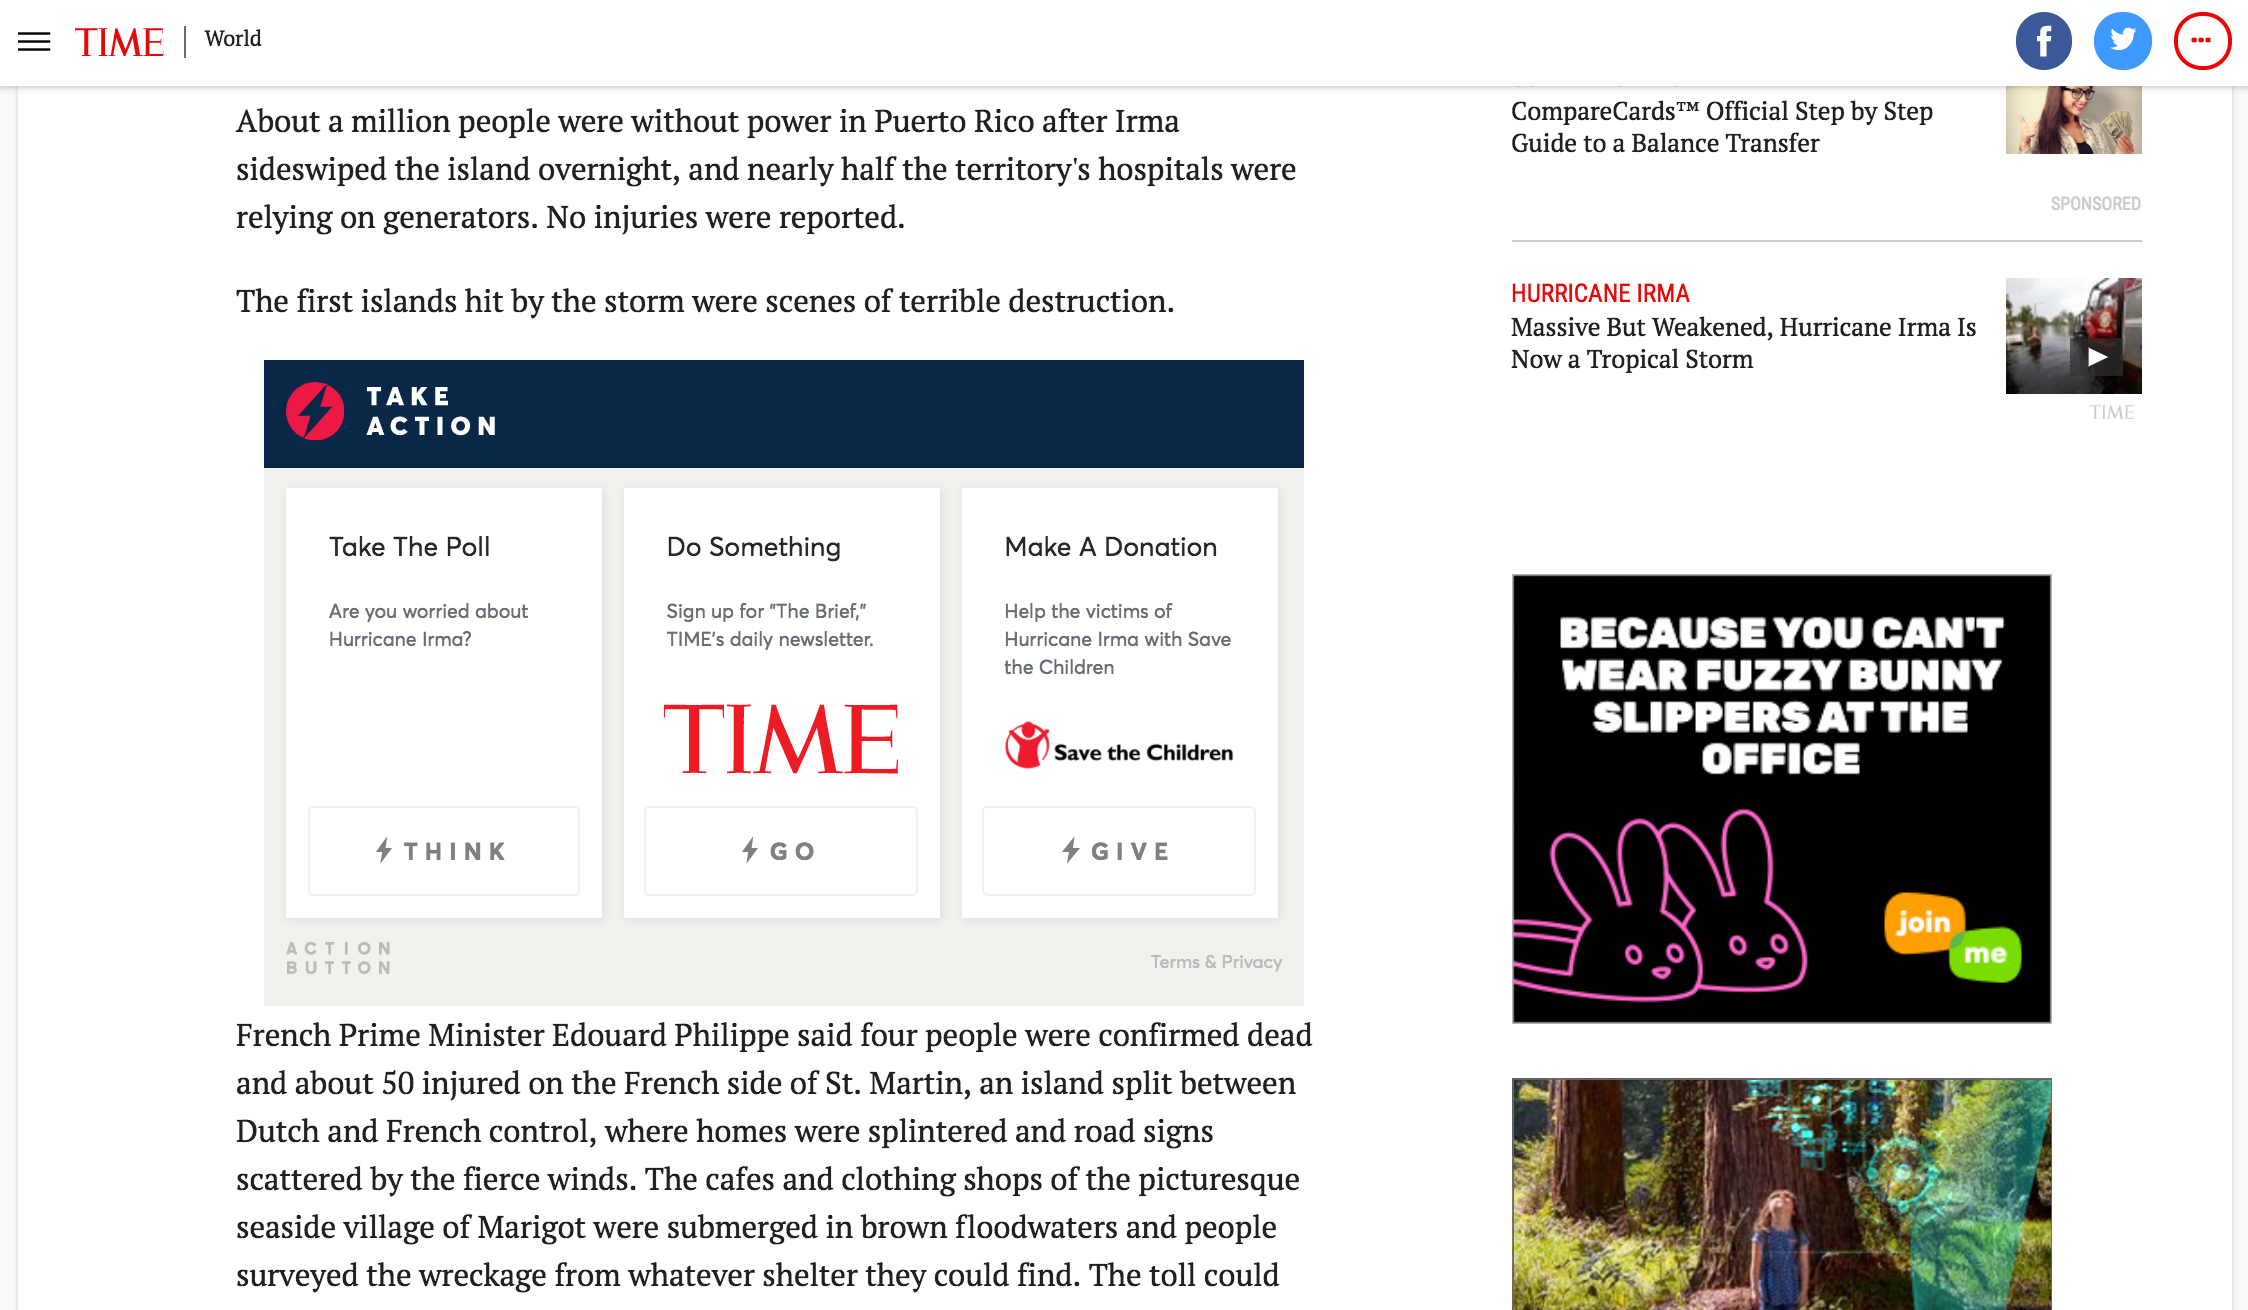 TIME
World
About a million people were without power in Puerto Rico after Irma
sideswiped the island overnight, and nearly half the territory's hospitals were
relying on generators. No injuries were reported.
The first islands hit by the storm were scenes of terrible destruction.
TAKE
ACTION
Take The Poll
Are you worried about
Hurricane Irma?
THINK
Do Something
Sign up for "The Brief,"
TIME's daily newsletter.
TIME
GO
Make A Donation
Help the victims of
Hurricane Irma with Save
the Children
Save the Children
GIVE
ACTION
BUTTON
Terms & Privacy
French Prime Minister Edouard Philippe said four people were confirmed dead
and about 50 injured on the French side of St. Martin, an island split between
Dutch and French control, where homes were splintered and road signs
scattered by the fierce winds. The cafes and clothing shops of the picturesque
seaside village of Marigot were submerged in brown floodwaters and people
surveyed the wreckage from whatever shelter they could find. The toll could
CompareCards™ Official Step by Step
Guide to a Balance Transfer
SPONSORED
HURRICANE IRMA
Massive But Weakened, Hurricane Irma Is
Now a Tropical Storm
TIME
BECAUSE YOU CAN'T
WEAR FUZZY BUNNY
SLIPPERS AT THE
OFFICE
join
me